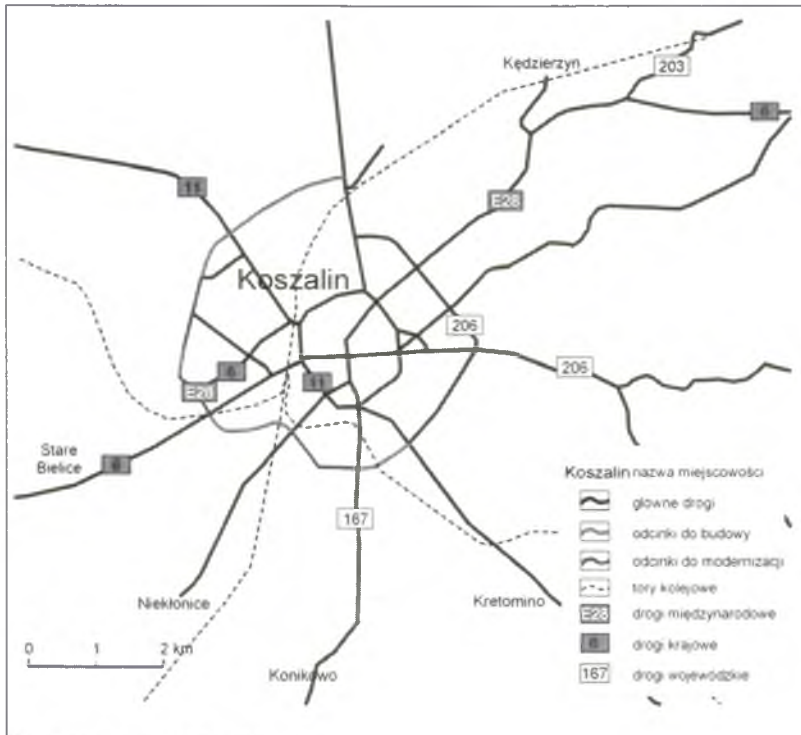 Kędzierzyn
203
6
11
E28
Koszalin
206
6
206
E28
11
Stare
Bielice
6
167
Niekłonice
Kretomino
Konikowo
0 1 2 km
Koszalin nazwa miejscowości
główne drogi
odcinki do budowy
odcinki do modernizacji
tory kolejowe
E28 drogi międzynarodowe
6 drogi krajowe
167 drogi wojewódzkie